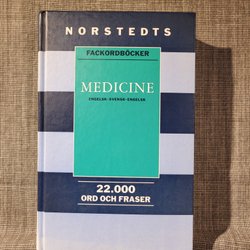 NORSTEDTS
FACKORDBÖCKER
MEDICINE
ENGELSK-SVENSK-ENGELSK
22.000
ORD OCH FRASER